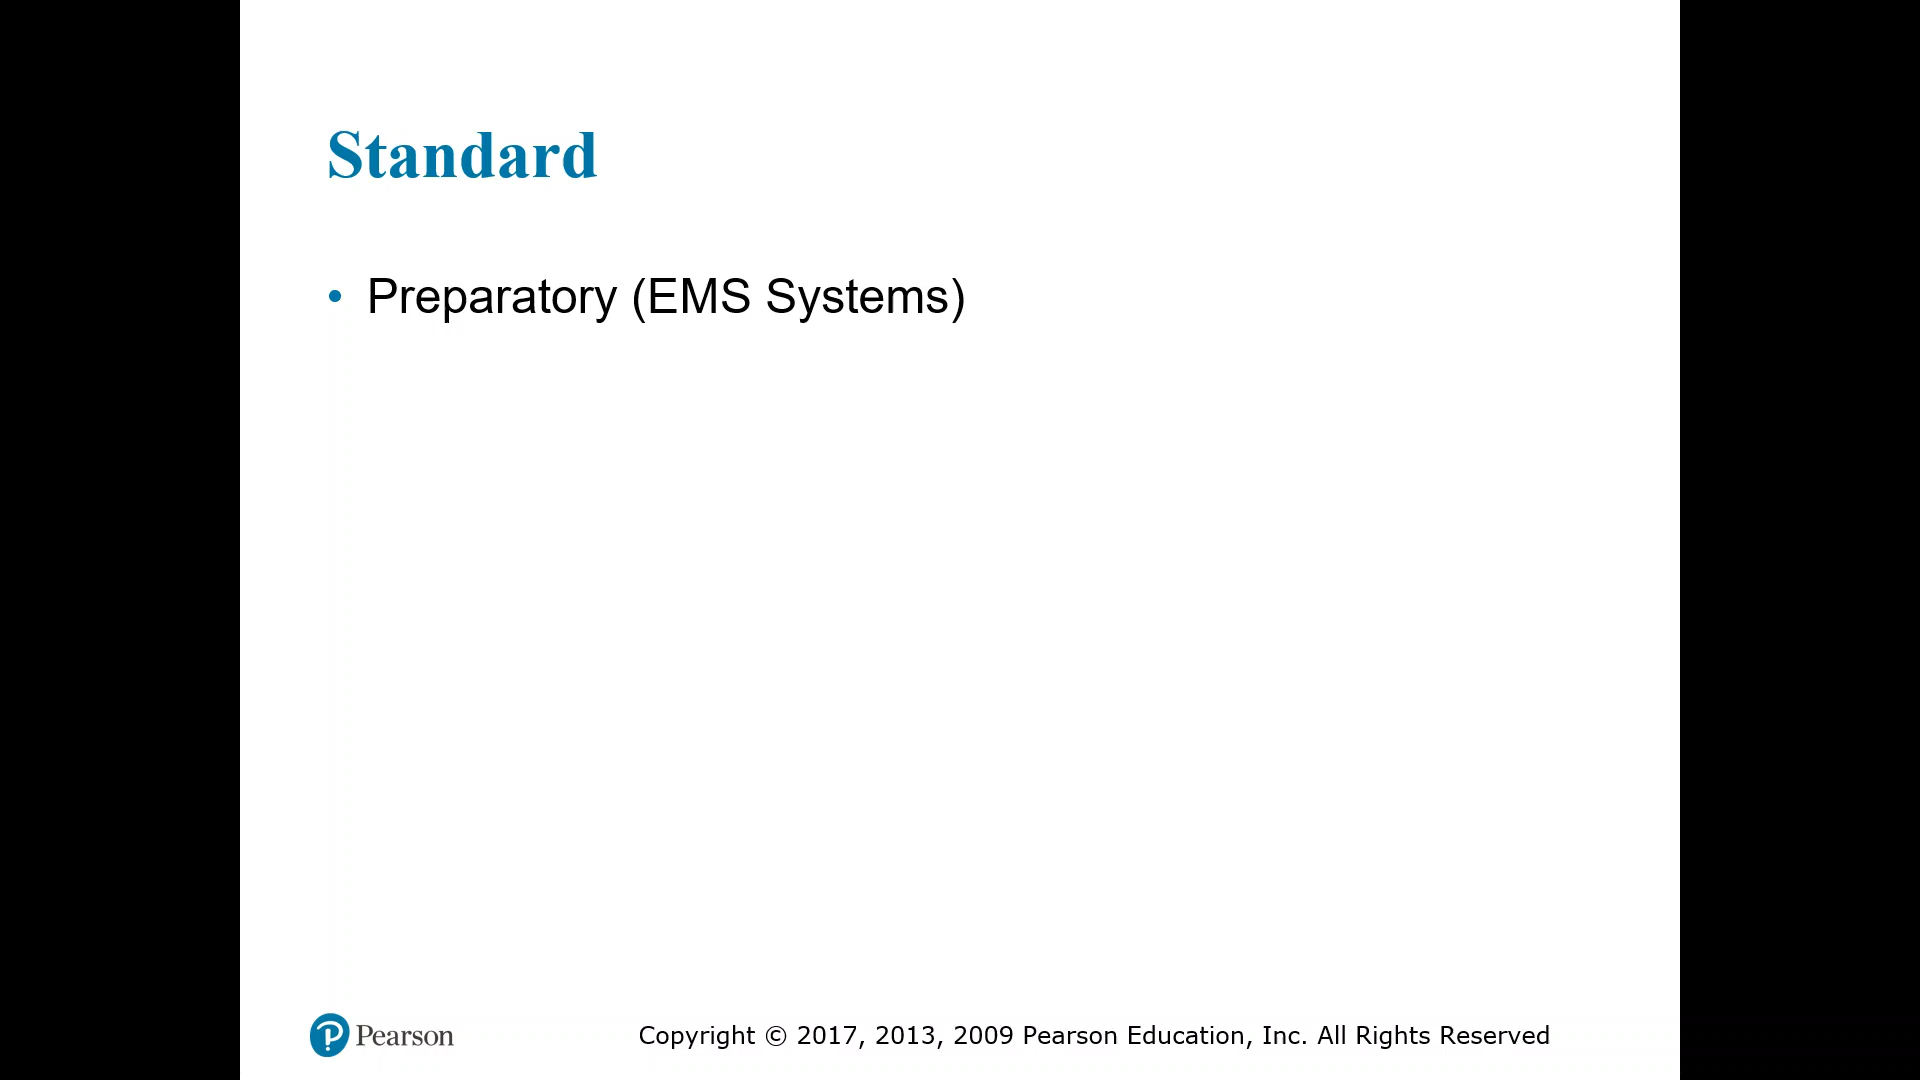 Standard
• Preparatory (EMS Systems)
Pearson
Copyright © 2017, 2013, 2009 Pearson Education, Inc. All Rights Reserved